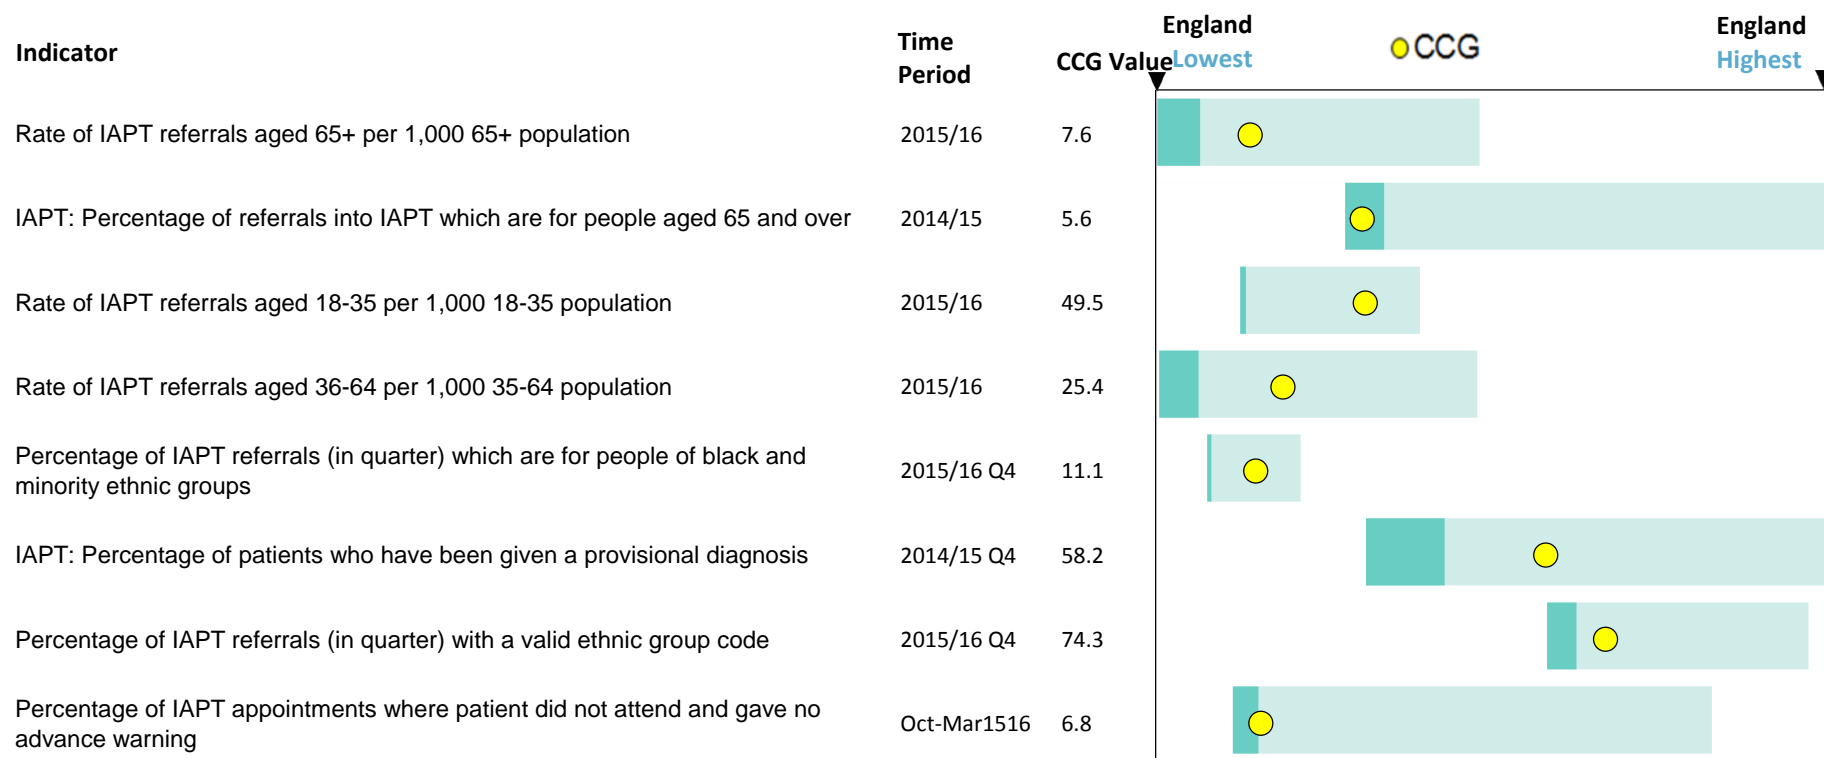 Indicator
Time
Period
CCG Value
England
Lowest
CCG
England
Highest
Rate of IAPT referrals aged 65+ per 1,000 65+ population 2015/16 7.6
IAPT: Percentage of referrals into IAPT which are for people aged 65 and over 2014/15 5.6
Rate of IAPT referrals aged 18-35 per 1,000 18-35 population 2015/16 49.5
Rate of IAPT referrals aged 36-64 per 1,000 35-64 population 2015/16 25.4
Percentage of IAPT referrals (in quarter) which are for people of black and
minority ethnic groups 2015/16 Q4 11.1
IAPT: Percentage of patients who have been given a provisional diagnosis 2014/15 Q4 58.2
Percentage of IAPT referrals (in quarter) with a valid ethnic group code 2015/16 Q4 74.3
Percentage of IAPT appointments where patient did not attend and gave no
advance warning Oct-Mar1516 6.8